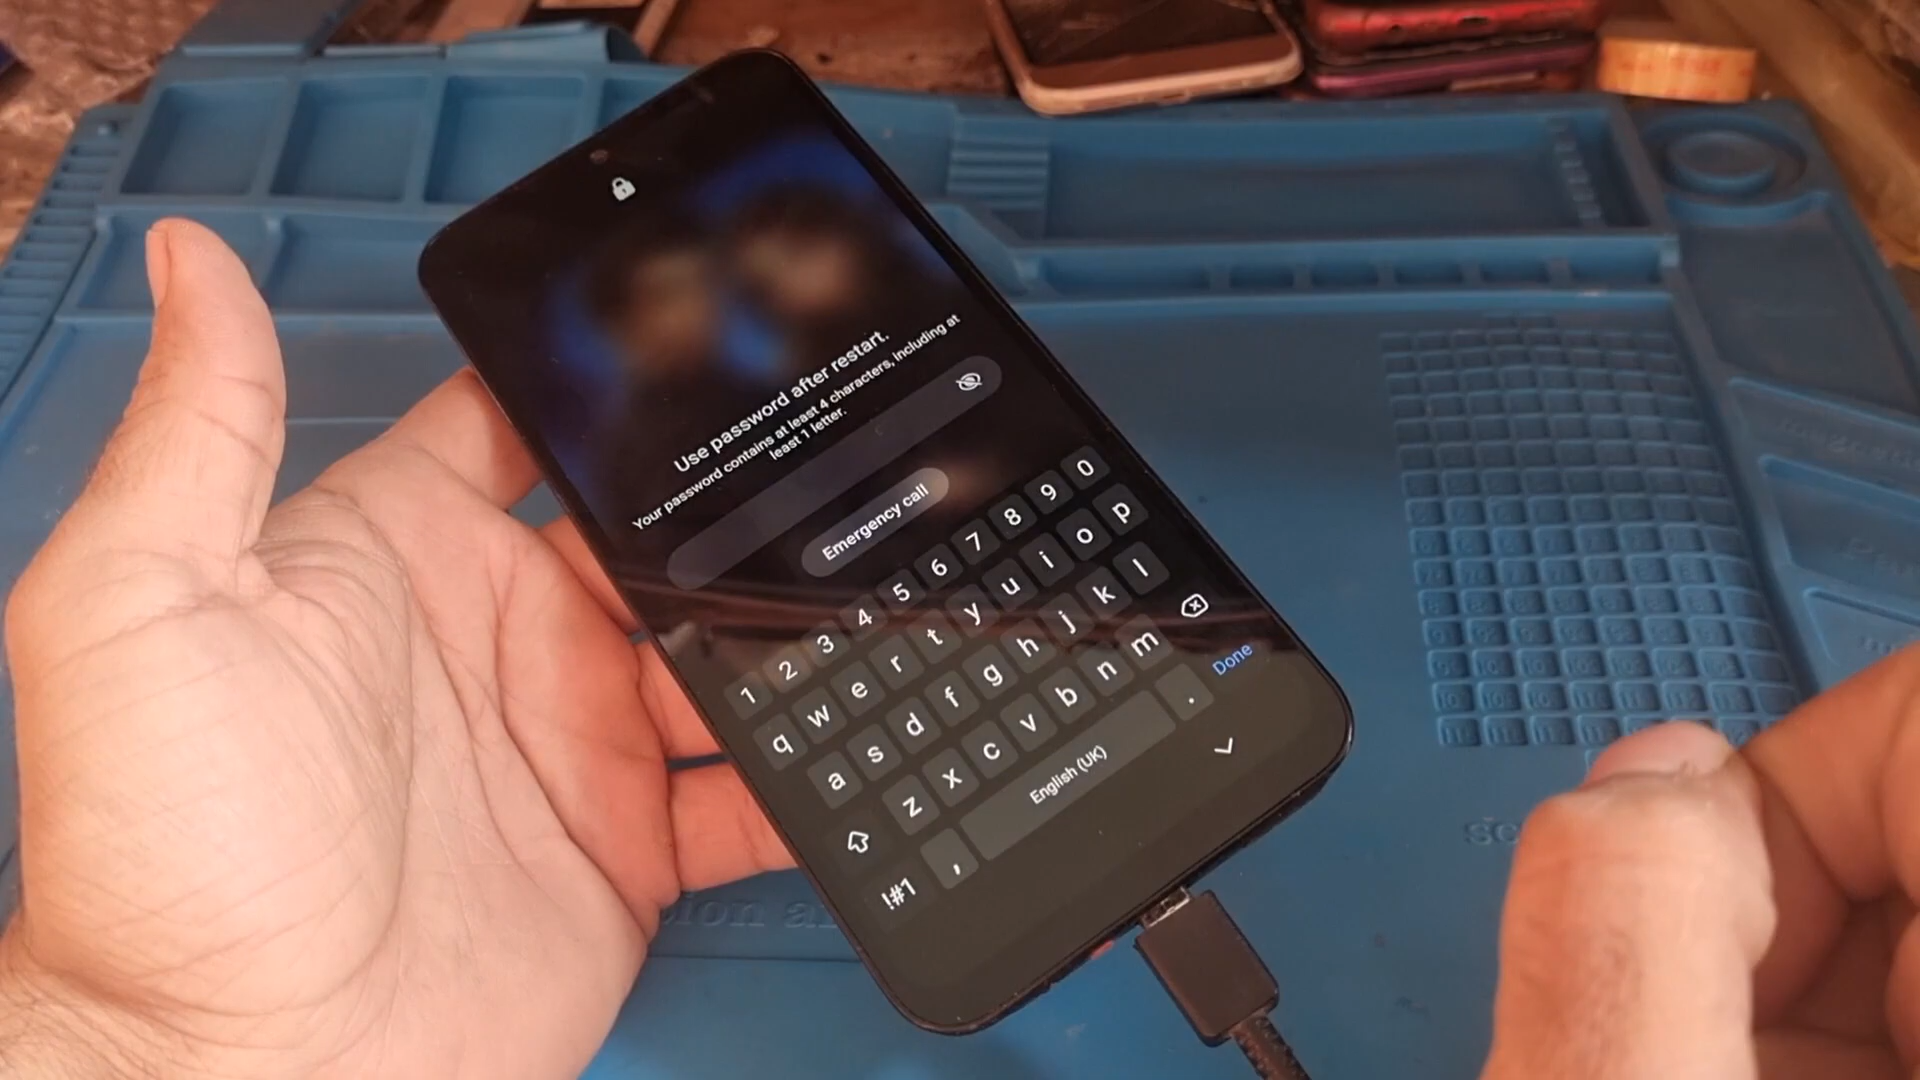 Use password after restart.
Your password contains at least 4 characters, including at
least 1 letter.
Emergency call
1 2 3 4 5 6 7 8 9 0
q w e r t y u i o p
a s d f g h j k l
z x c v b n m
!#1 , English (UK) . Done